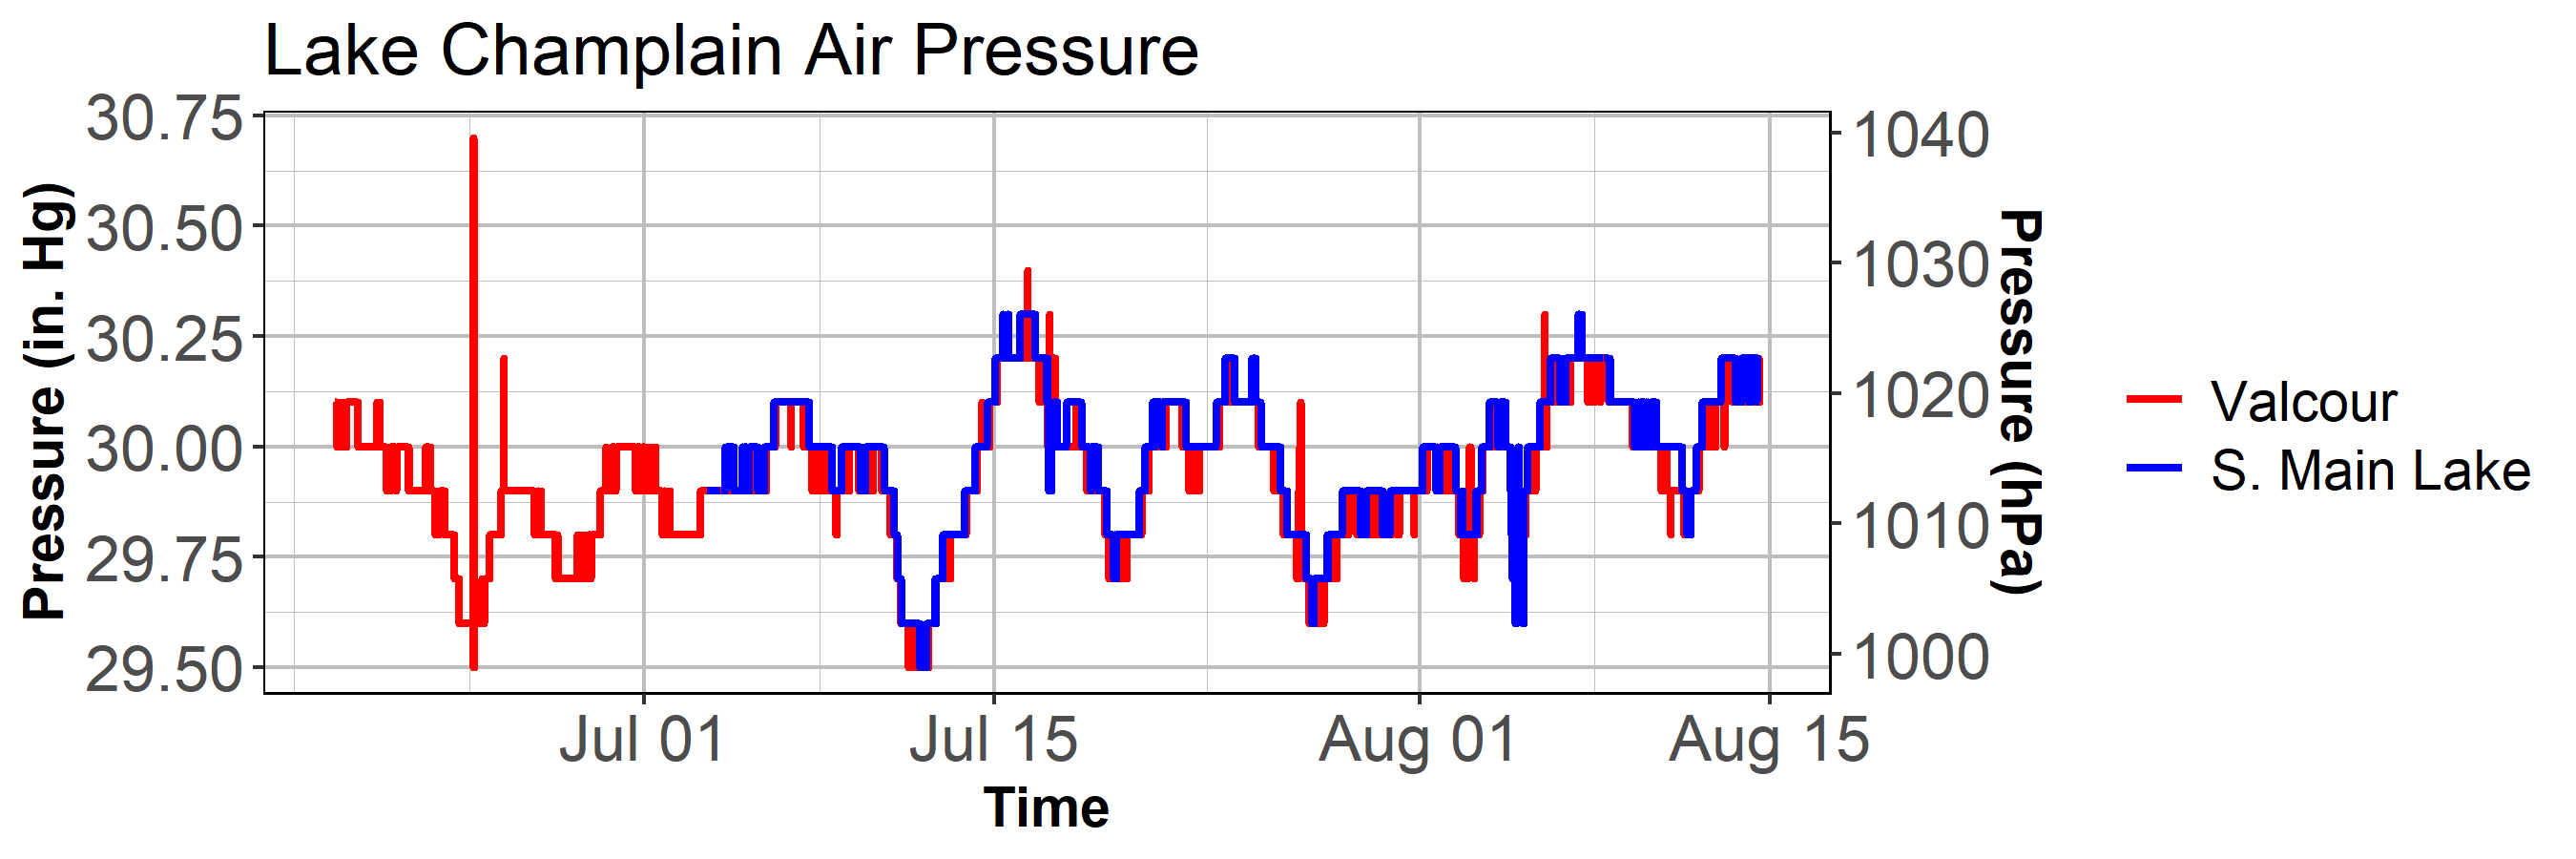 Lake Champlain Air Pressure
30.75
30.50
30.25
30.00
29.75
29.50
Pressure (in. Hg)
1040
1030
1020
1010
1000
Pressure (hPa)
Jul 01 Jul 15 Aug 01 Aug 15
Time
Valcour
S. Main Lake